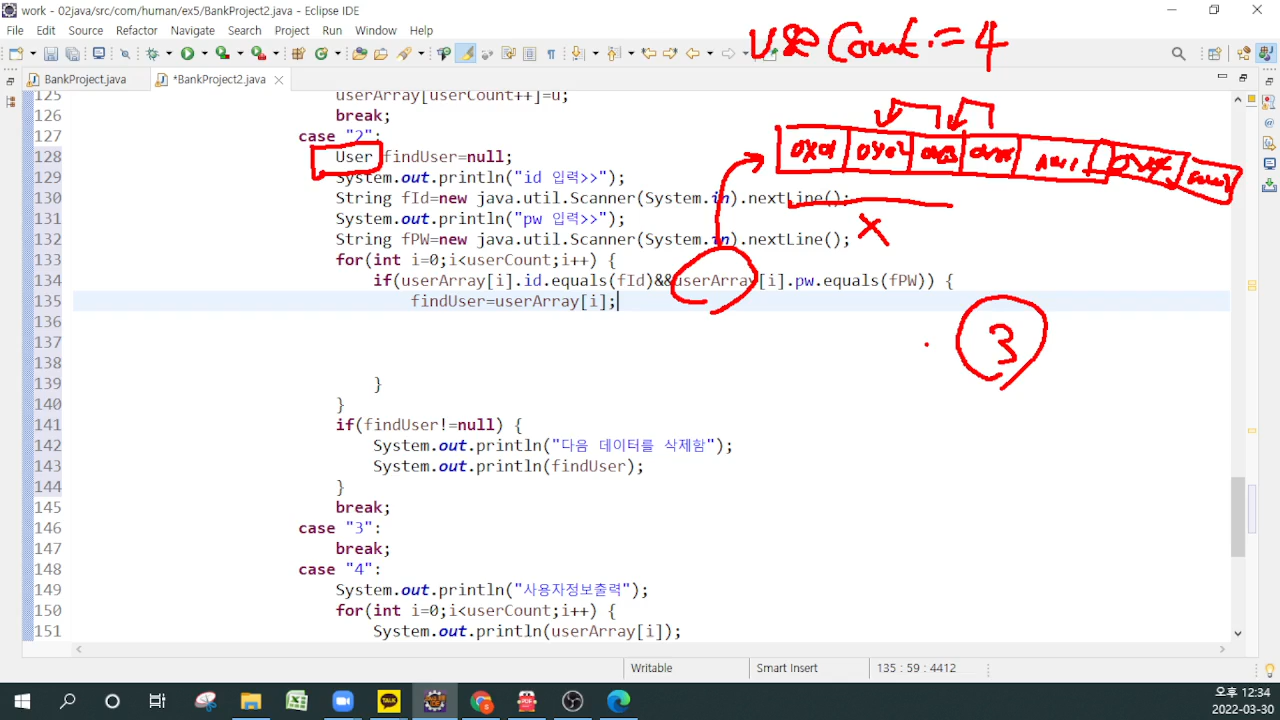 work - 02java/src/com/human/ex5/BankProject2.java - Eclipse IDE
File Edit Source Refactor Navigate Search Project Run Window Help
BankProject.java *BankProject2.java
125 userArray[userCount++]=u;
126 break;
127 case "2":
128 User findUser=null;
129 System.out.println("id 입력>>");
130 String fId=new java.util.Scanner(System.in).nextLine();
131 System.out.println("pw 입력>>");
132 String fPW=new java.util.Scanner(System.in).nextLine();
133 for(int i=0;i<userCount;i++) {
134 if(userArray[i].id.equals(fId)&&userArray[i].pw.equals(fPW)) {
135 findUser=userArray[i];
136
137
138
139 }
140 }
141 if(findUser!=null) {
142 System.out.println("다음 데이터를 삭제함");
143 System.out.println(findUser);
144 }
145 break;
146 case "3":
147 break;
148 case "4":
149 System.out.println("사용자정보출력");
150 for(int i=0;i<userCount;i++) {
151 System.out.println(userArray[i]);
Count = 4
0x01 0x02
X
3
Writable Smart Insert 135 : 59 : 4412
TALK
PDF
오후 12:34
2022-03-30